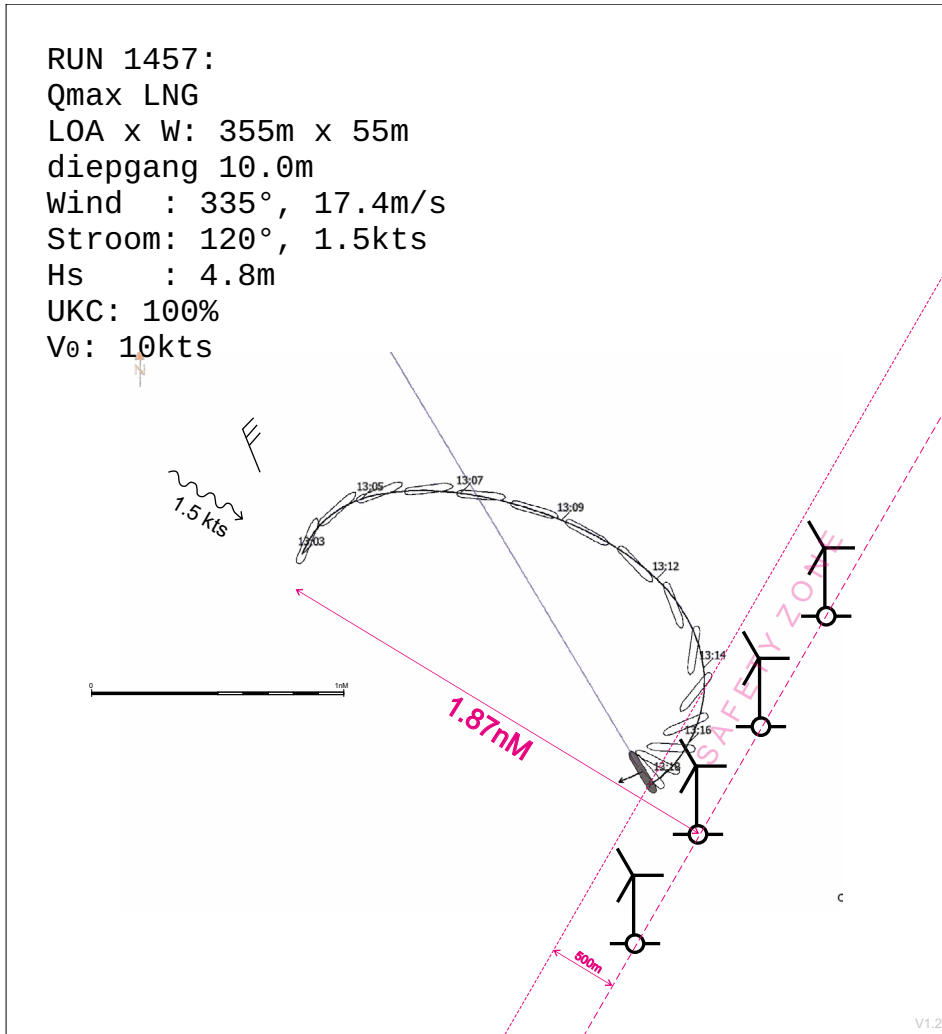 RUN 1457:
Qmax LNG
LOA x W: 355m x 55m
diepgang 10.0m
Wind  : 335°, 17.4m/s
Stroom: 120°, 1.5kts
Hs    : 4.8m
UKC: 100%
V0: 10kts
N
1.5 kts
13:03
13:05
13:07
13:09
13:12
13:14
13:16
13:18
SAFETY ZONE
0
1nM
1.87nM
500m
V1.2